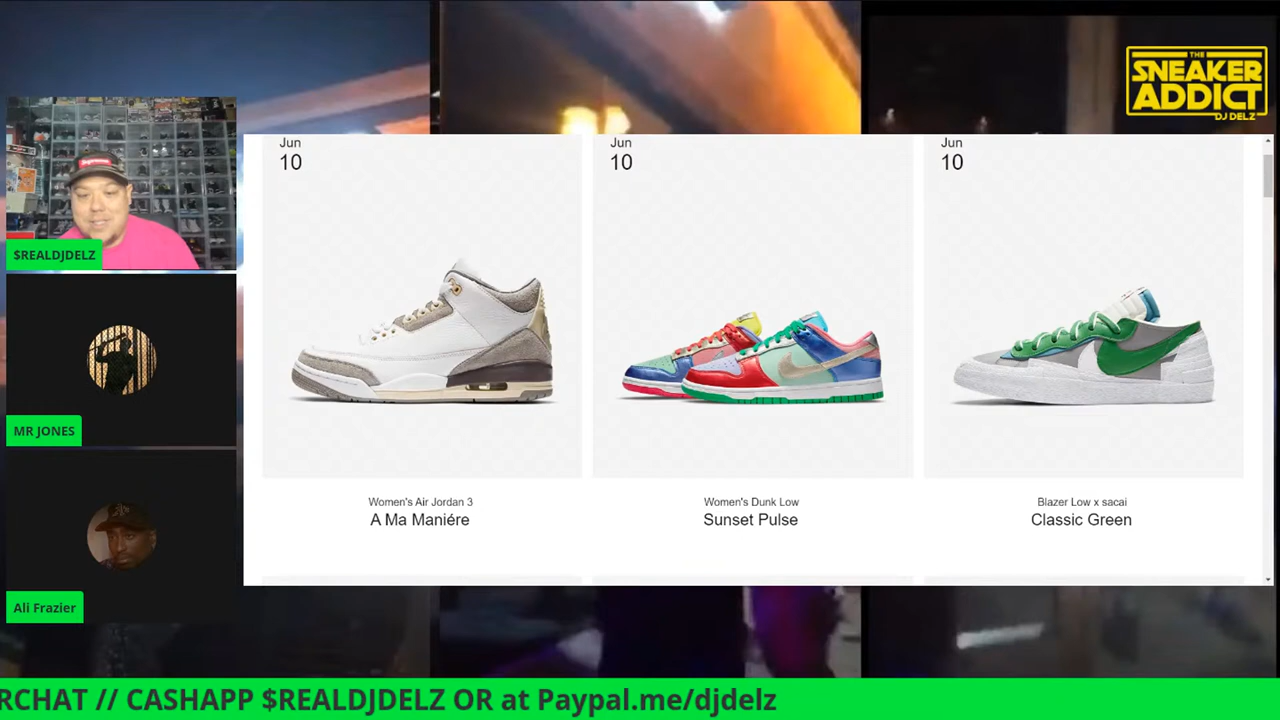 THE
SNEAKER
ADDICT
DJ DELZ
Jun
10
Jun
10
Jun
10
Supreme
$REALDJDELZ
MR JONES
Women's Air Jordan 3
A Ma Maniére
Women's Dunk Low
Sunset Pulse
Blazer Low x sacai
Classic Green
Ali Frazier
RCHAT // CASHAPP $REALDJDELZ OR at Paypal.me/djdelz